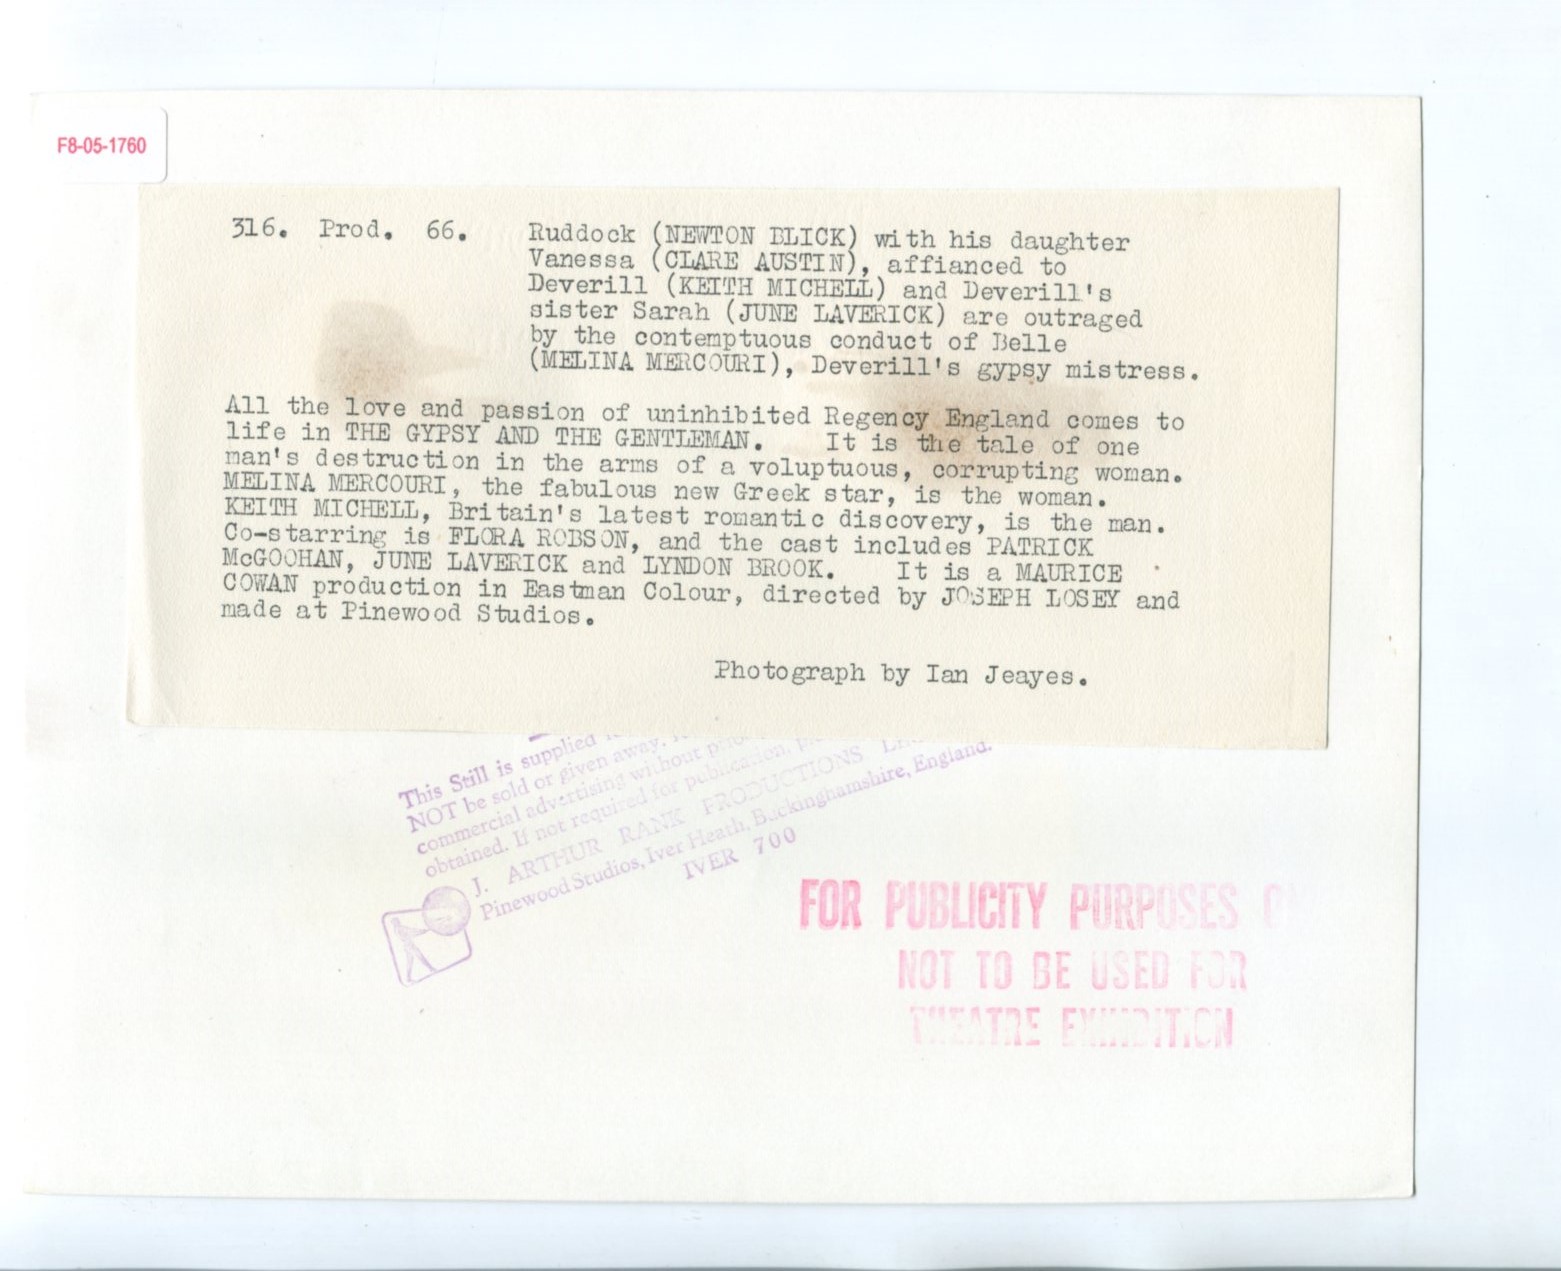 F8-05-1760
316. Prod. 66. Ruddock (NEWTON BLICK) with his daughter
Vanessa (CLARE AUSTIN), affianced to
Deverill (KEITH MICHELL) and Deverill's
sister Sarah (JUNE LAVERICK) are outraged
by the contemptuous conduct of Belle
(MELINA MERCOURI), Deverill's gypsy mistress.
All the love and passion of uninhibited Regency England comes to
life in THE GYPSY AND THE GENTLEMAN. It is the tale of one
man's destruction in the arms of a voluptuous, corrupting woman.
MELINA MERCOURI, the fabulous new Greek star, is the woman.
KEITH MICHELL, Britain's latest romantic discovery, is the man.
Co-starring is FLORA ROBSON, and the cast includes PATRICK
McGOOHAN, JUNE LAVERICK and LYNDON BROOK. It is a MAURICE
COWAN production in Eastman Colour, directed by JOSEPH LOSEY and
made at Pinewood Studios.
Photograph by Ian Jeayes.
This Still is supplied
NOT be sold or given away.
commercial advertising without
obtained. If not required for publication,
J. ARTHUR RANK PRODUCTIONS
Pinewood Studios, Iver Heath, Buckinghamshire, England.
IVER 700
FOR PUBLICITY PURPOSES
NOT TO BE USED FOR
THEATRE EXHIBITION